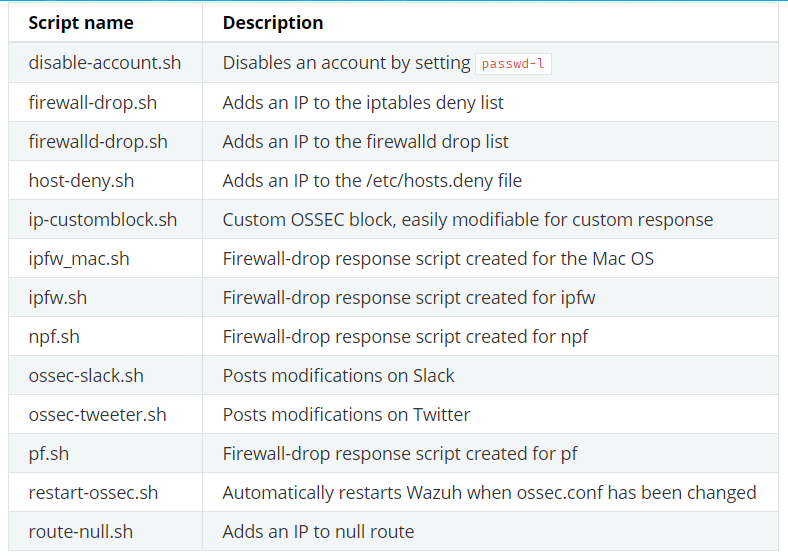 Script name Description
disable-account.sh Disables an account by setting passwd-l
firewall-drop.sh Adds an IP to the iptables deny list
firewalld-drop.sh Adds an IP to the firewalld drop list
host-deny.sh Adds an IP to the /etc/hosts.deny file
ip-customblock.sh Custom OSSEC block, easily modifiable for custom response
ipfw_mac.sh Firewall-drop response script created for the Mac OS
ipfw.sh Firewall-drop response script created for ipfw
npf.sh Firewall-drop response script created for npf
ossec-slack.sh Posts modifications on Slack
ossec-tweeter.sh Posts modifications on Twitter
pf.sh Firewall-drop response script created for pf
restart-ossec.sh Automatically restarts Wazuh when ossec.conf has been changed
route-null.sh Adds an IP to null route